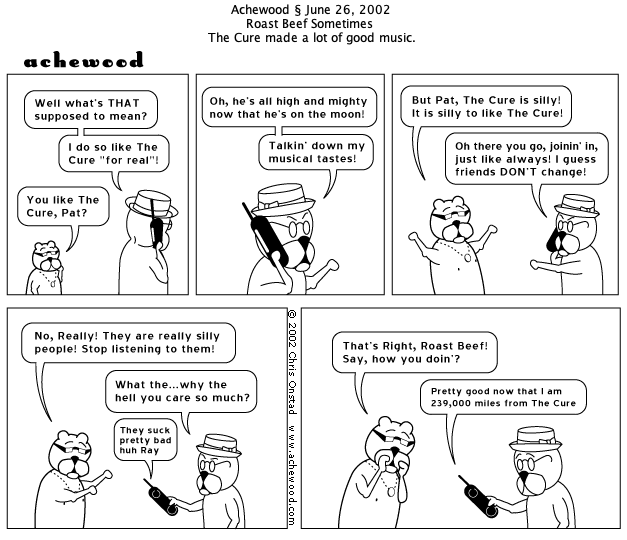 Achewood § June 26, 2002
Roast Beef Sometimes
The Cure made a lot of good music.
achewood
Well what's THAT
supposed to mean?
I do so like The
Cure "for real"!
You like The
Cure, Pat?
Oh, he's all high and mighty
now that he's on the moon!
Talkin' down my
musical tastes!
But Pat, The Cure is silly!
It is silly to like The Cure!
Oh there you go, joinin' in,
just like always! I guess
friends DON'T change!
No, Really! They are really silly
people! Stop listening to them!
What the...why the
hell you care so much?
They suck
pretty bad
huh Ray
© 2002 Chris Onstad www.achewood.com
That's Right, Roast Beef!
Say, how you doin'?
Pretty good now that I am
239,000 miles from The Cure